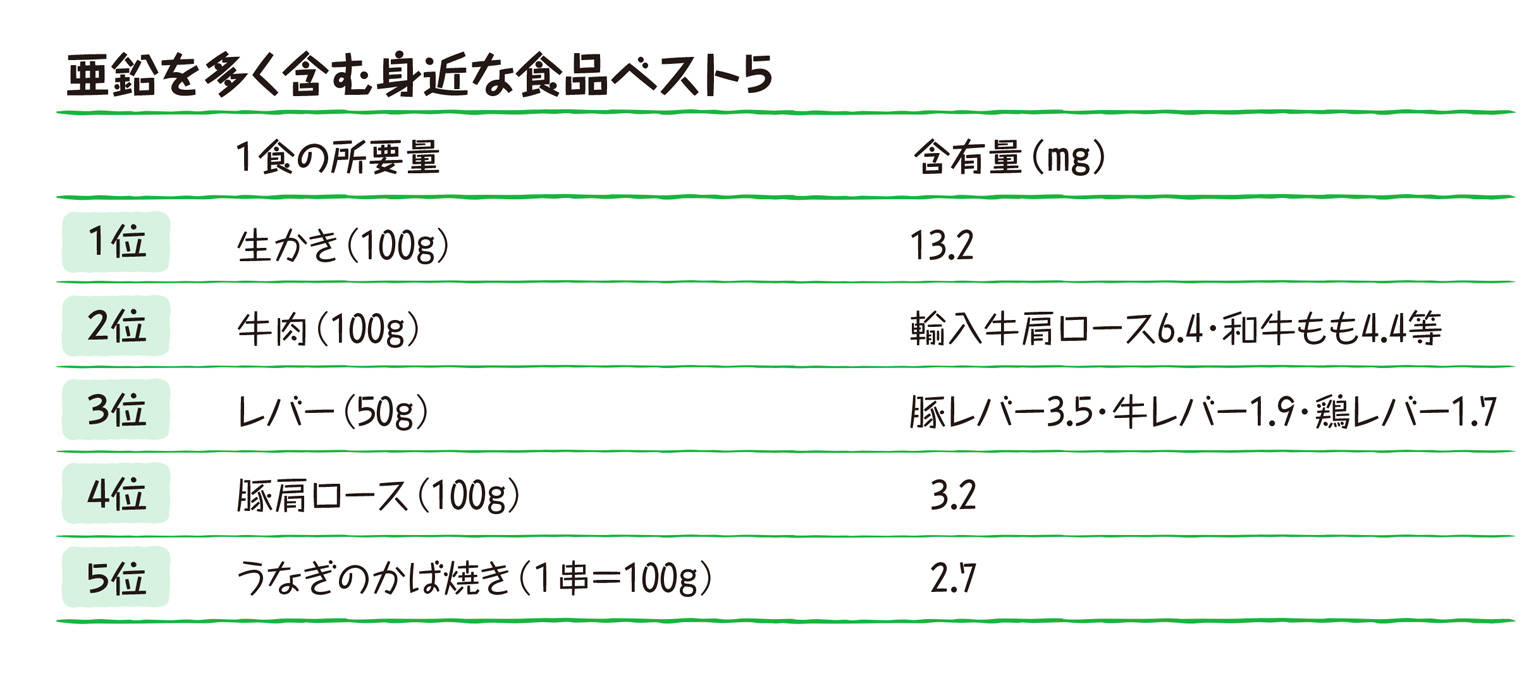 亜鉛を多く含む身近な食品ベスト5
1食の所要量 含有量(mg)
1位 生かき(100g) 13.2
2位 牛肉(100g) 輸入牛肩ロース6.4・和牛もも4.4等
3位 レバー(50g) 豚レバー3.5・牛レバー1.9・鶏レバー1.7
4位 豚肩ロース(100g) 3.2
5位 うなぎのかば焼き(1串=100g) 2.7